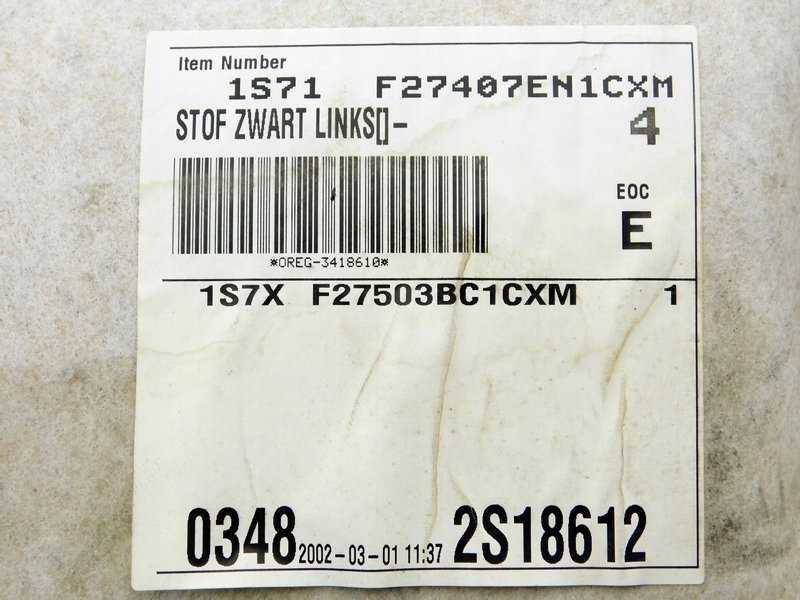 Item Number
1S71 F27407EN1CXM
STOF ZWART LINKS[]- 4
EOC
E
*OREG-3418610*
1S7X F27503BC1CXM 1
0348 2002-03-01 11:37 2S18612